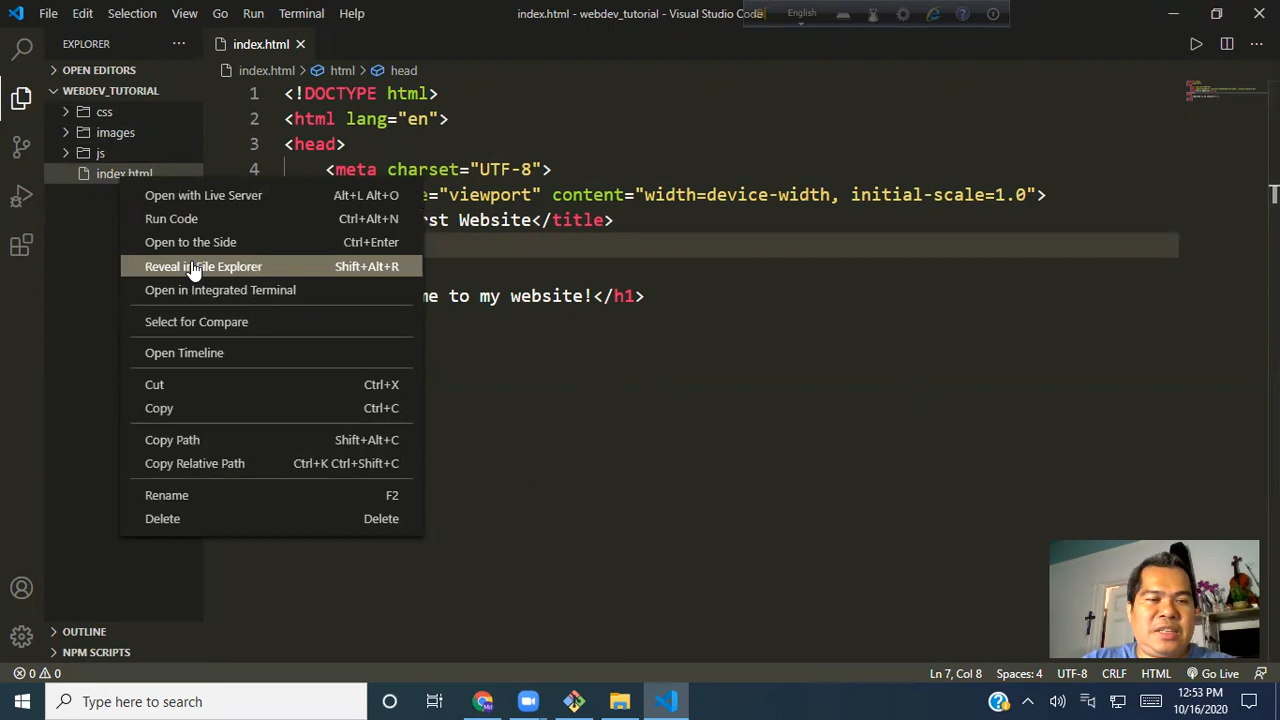 File Edit Selection View Go Run Terminal Help
index.html - webdev_tutorial - Visual Studio Code
English
EXPLORER
index.html
OPEN EDITORS
index.html > html > head
WEBDEV_TUTORIAL
css
images
js
index.html
1 <!DOCTYPE html>
2 <html lang="en">
3 <head>
4 <meta charset="UTF-8">
="viewport" content="width=device-width, initial-scale=1.0">
rst Website</title>
me to my website!</h1>
Open with Live Server Alt+L Alt+O
Run Code Ctrl+Alt+N
Open to the Side Ctrl+Enter
Reveal in File Explorer Shift+Alt+R
Open in Integrated Terminal
Select for Compare
Open Timeline
Cut Ctrl+X
Copy Ctrl+C
Copy Path Shift+Alt+C
Copy Relative Path Ctrl+K Ctrl+Shift+C
Rename F2
Delete Delete
OUTLINE
NPM SCRIPTS
0 0
Ln 7, Col 8 Spaces: 4 UTF-8 CRLF HTML Go Live
Type here to search
12:53 PM
10/16/2020